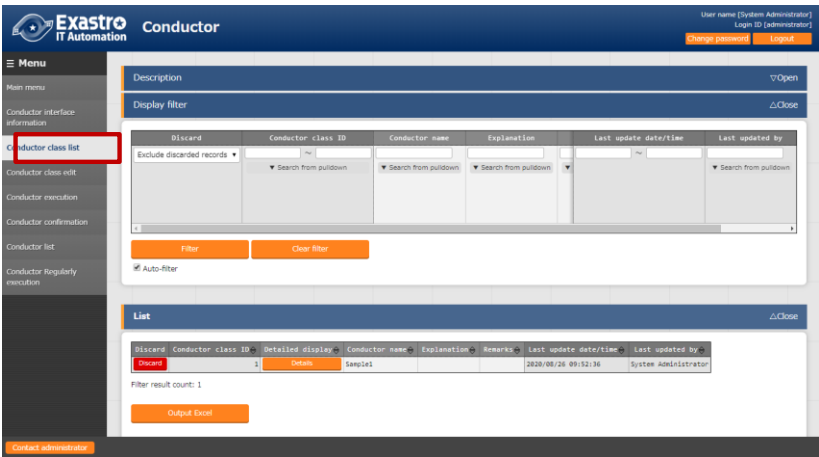 Exastro
IT Automation
Conductor
User name [System Administrator]
Login ID [administrator]
Change password
Logout
☰ Menu
Main menu
Conductor interface
information
Conductor class list
Conductor class edit
Conductor execution
Conductor confirmation
Conductor list
Conductor Regularly
execution
Description
▽Open
Display filter
△Close
Discard Conductor class ID Conductor name Explanation Last update date/time Last updated by
Exclude discarded records ▼ ~ ~
▼ Search from pulldown ▼ Search from pulldown ▼ Search from pulldown ▼ ▼ Search from pulldown
Filter
Clear filter
Auto-filter
List
△Close
Discard Conductor class ID Detailed display Conductor name Explanation Remarks Last update date/time Last updated by
Discard 1 Details Sample1 2020/08/26 09:52:36 System Administrator
Filter result count: 1
Output Excel
Contact administrator